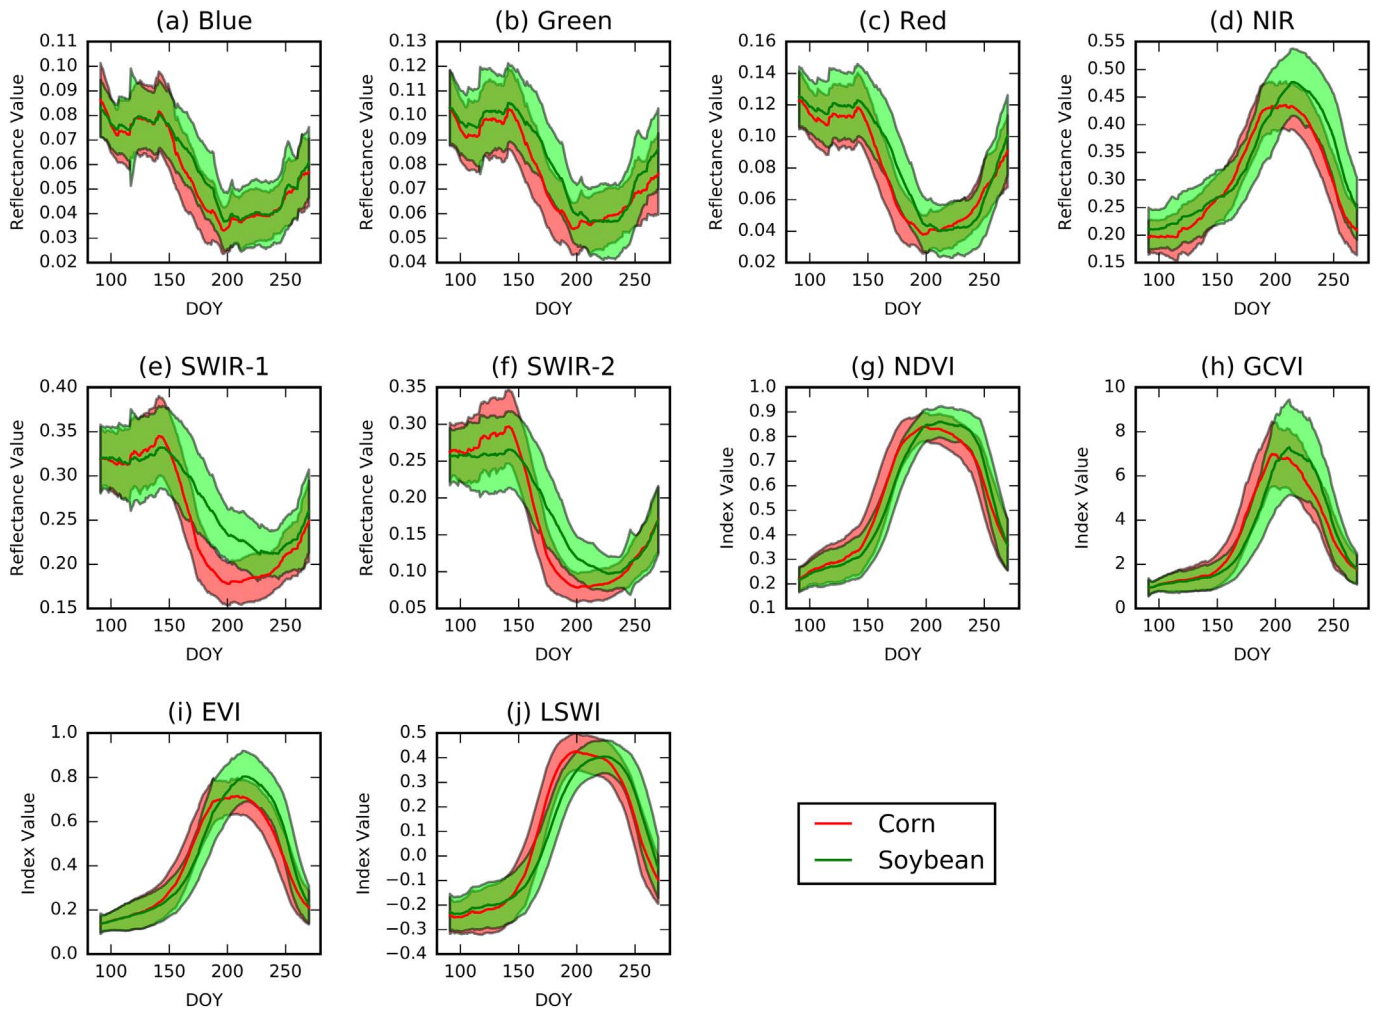 (a) Blue
(b) Green
(c) Red
(d) NIR
0.11
0.10
0.09
0.08
0.07
0.06
0.05
0.04
0.03
0.02
Reflectance Value
100 150 200 250
DOY
0.13
0.12
0.11
0.10
0.09
0.08
0.07
0.06
0.05
0.04
Reflectance Value
100 150 200 250
DOY
0.16
0.14
0.12
0.10
0.08
0.06
0.04
0.02
Reflectance Value
100 150 200 250
DOY
0.55
0.50
0.45
0.40
0.35
0.30
0.25
0.20
0.15
Reflectance Value
100 150 200 250
DOY
(e) SWIR-1
(f) SWIR-2
(g) NDVI
(h) GCVI
0.40
0.35
0.30
0.25
0.20
0.15
Reflectance Value
100 150 200 250
DOY
0.35
0.30
0.25
0.20
0.15
0.10
0.05
Reflectance Value
100 150 200 250
DOY
1.0
0.9
0.8
0.7
0.6
0.5
0.4
0.3
0.2
0.1
Index Value
100 150 200 250
DOY
10
8
6
4
2
0
Index Value
100 150 200 250
DOY
(i) EVI
(j) LSWI
1.0
0.8
0.6
0.4
0.2
0.0
Index Value
100 150 200 250
DOY
0.5
0.4
0.3
0.2
0.1
0.0
−0.1
−0.2
−0.3
−0.4
Index Value
100 150 200 250
DOY
Corn
Soybean